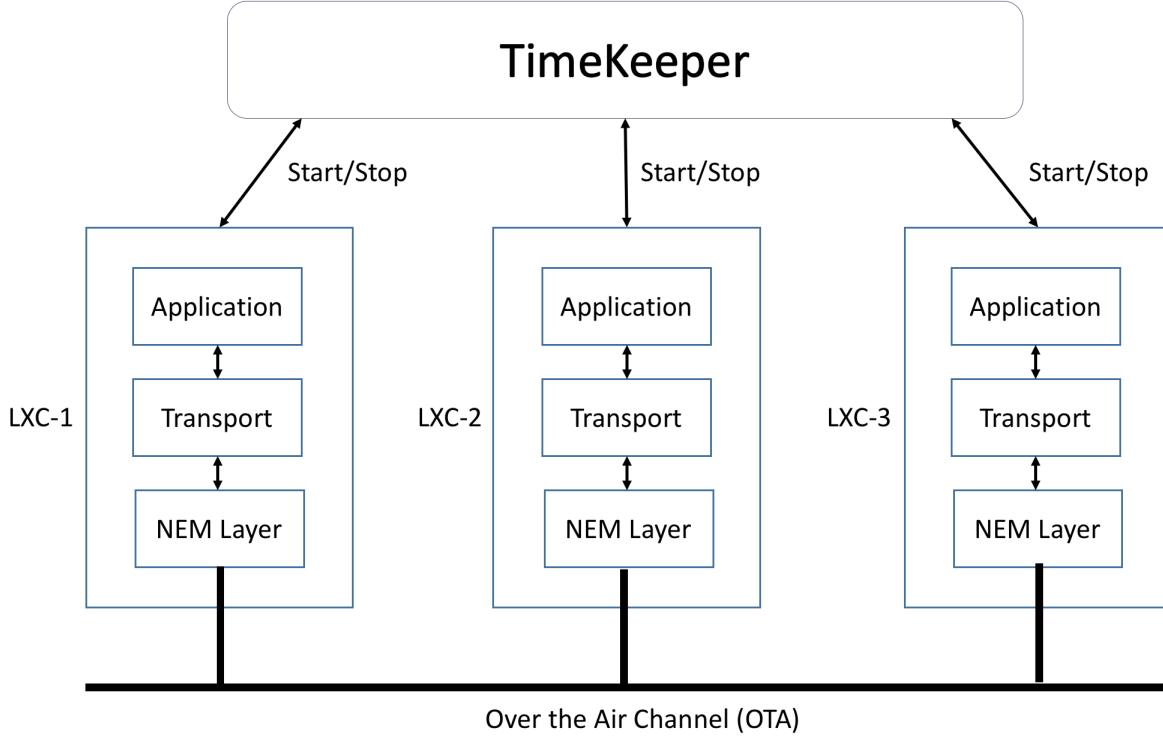 TimeKeeper
Start/Stop
Start/Stop
Start/Stop
Application
Application
Application
LXC-1
Transport
LXC-2
Transport
LXC-3
Transport
NEM Layer
NEM Layer
NEM Layer
Over the Air Channel (OTA)